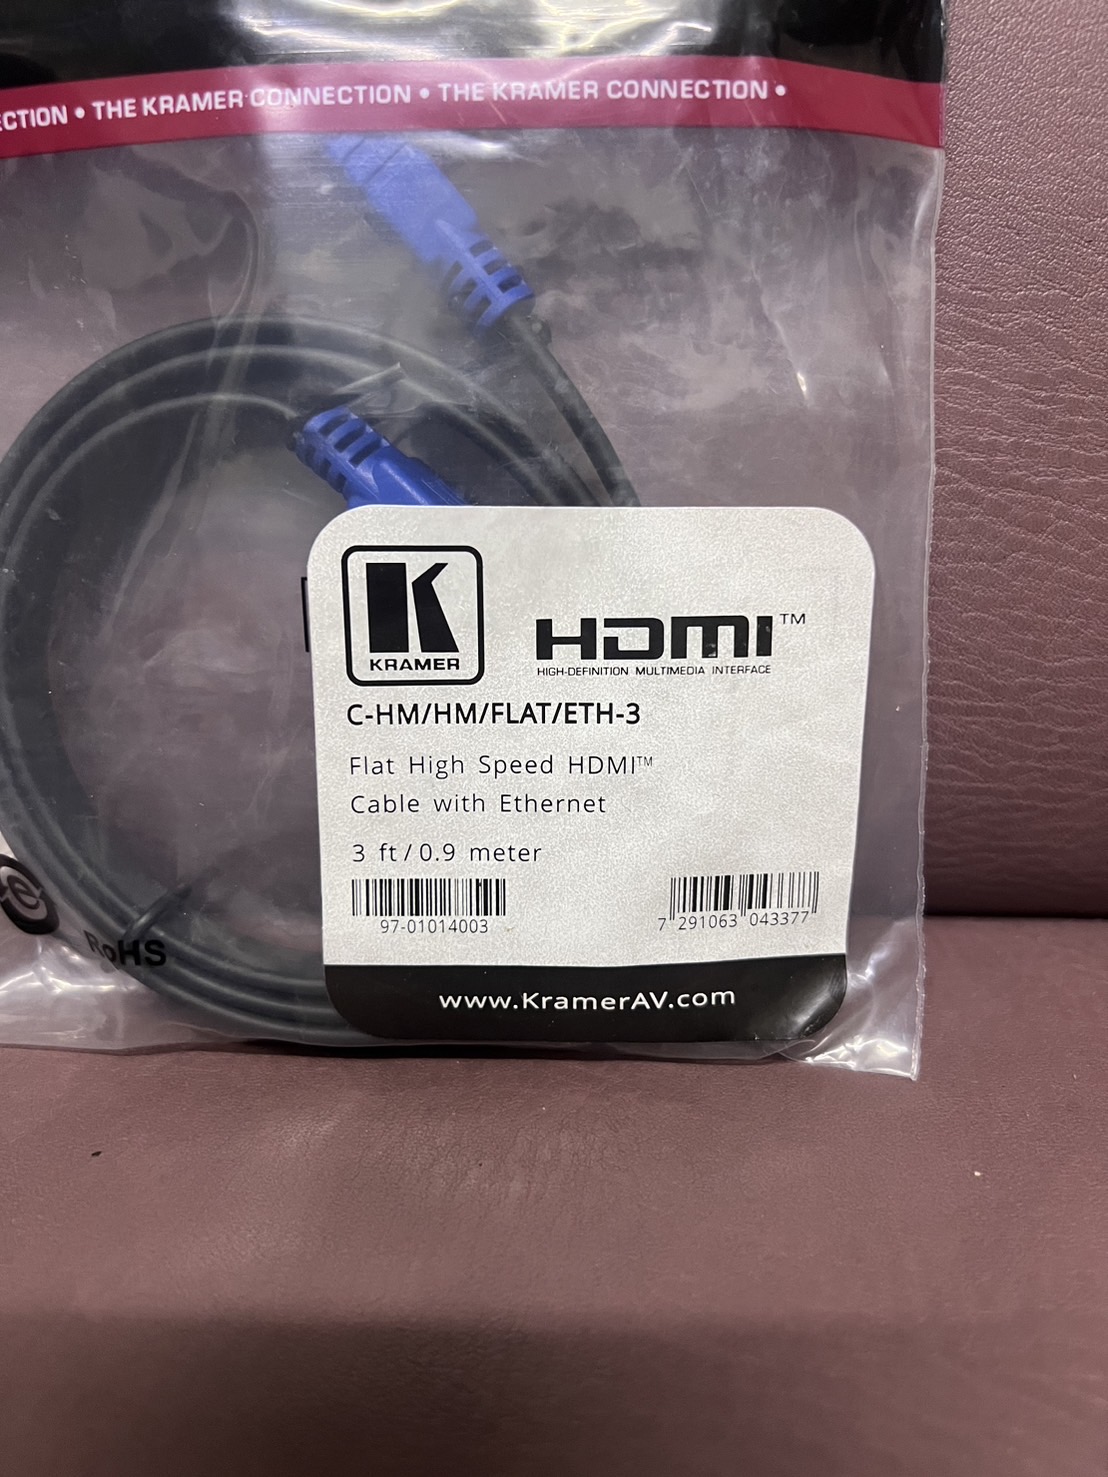 CTION • THE KRAMER CONNECTION • THE KRAMER CONNECTION •
K
KRAMER
HDMI™
HIGH-DEFINITION MULTIMEDIA INTERFACE
C-HM/HM/FLAT/ETH-3
Flat High Speed HDMI™
Cable with Ethernet
3 ft / 0.9 meter
97-01014003
7 291063 043377
RoHS
www.KramerAV.com